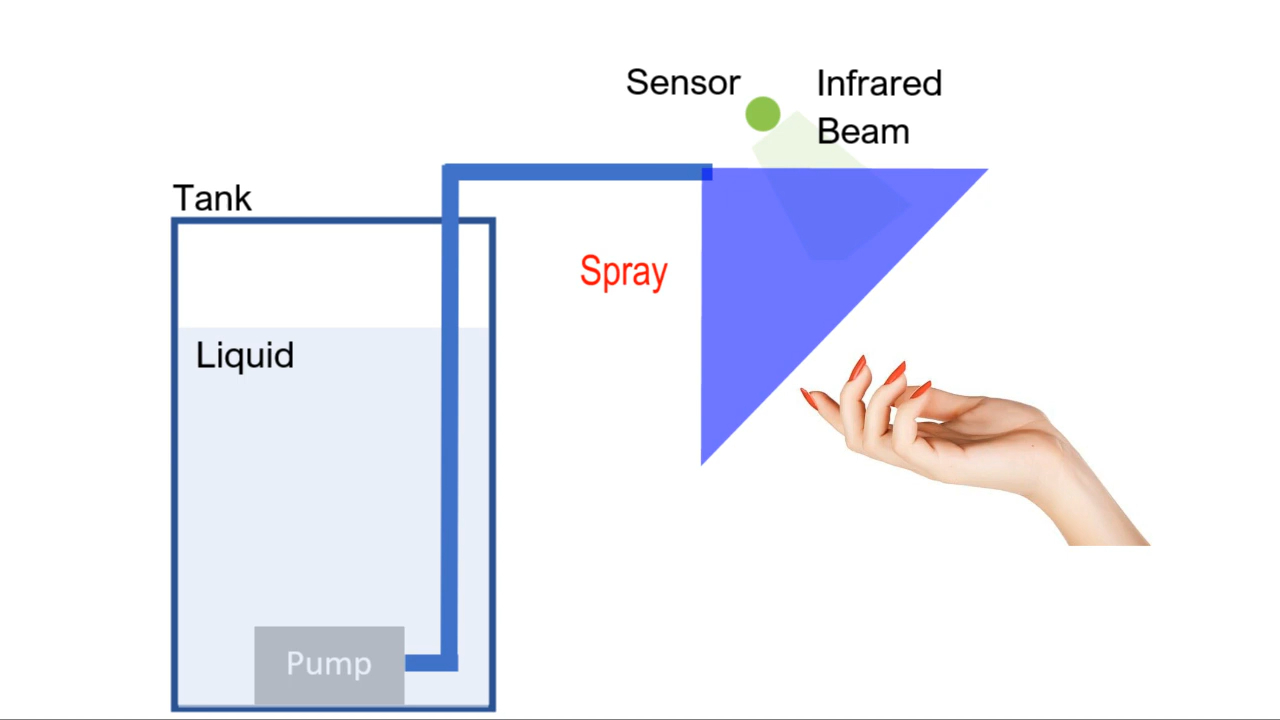 Sensor
Infrared
Beam
Tank
Spray
Liquid
Pump